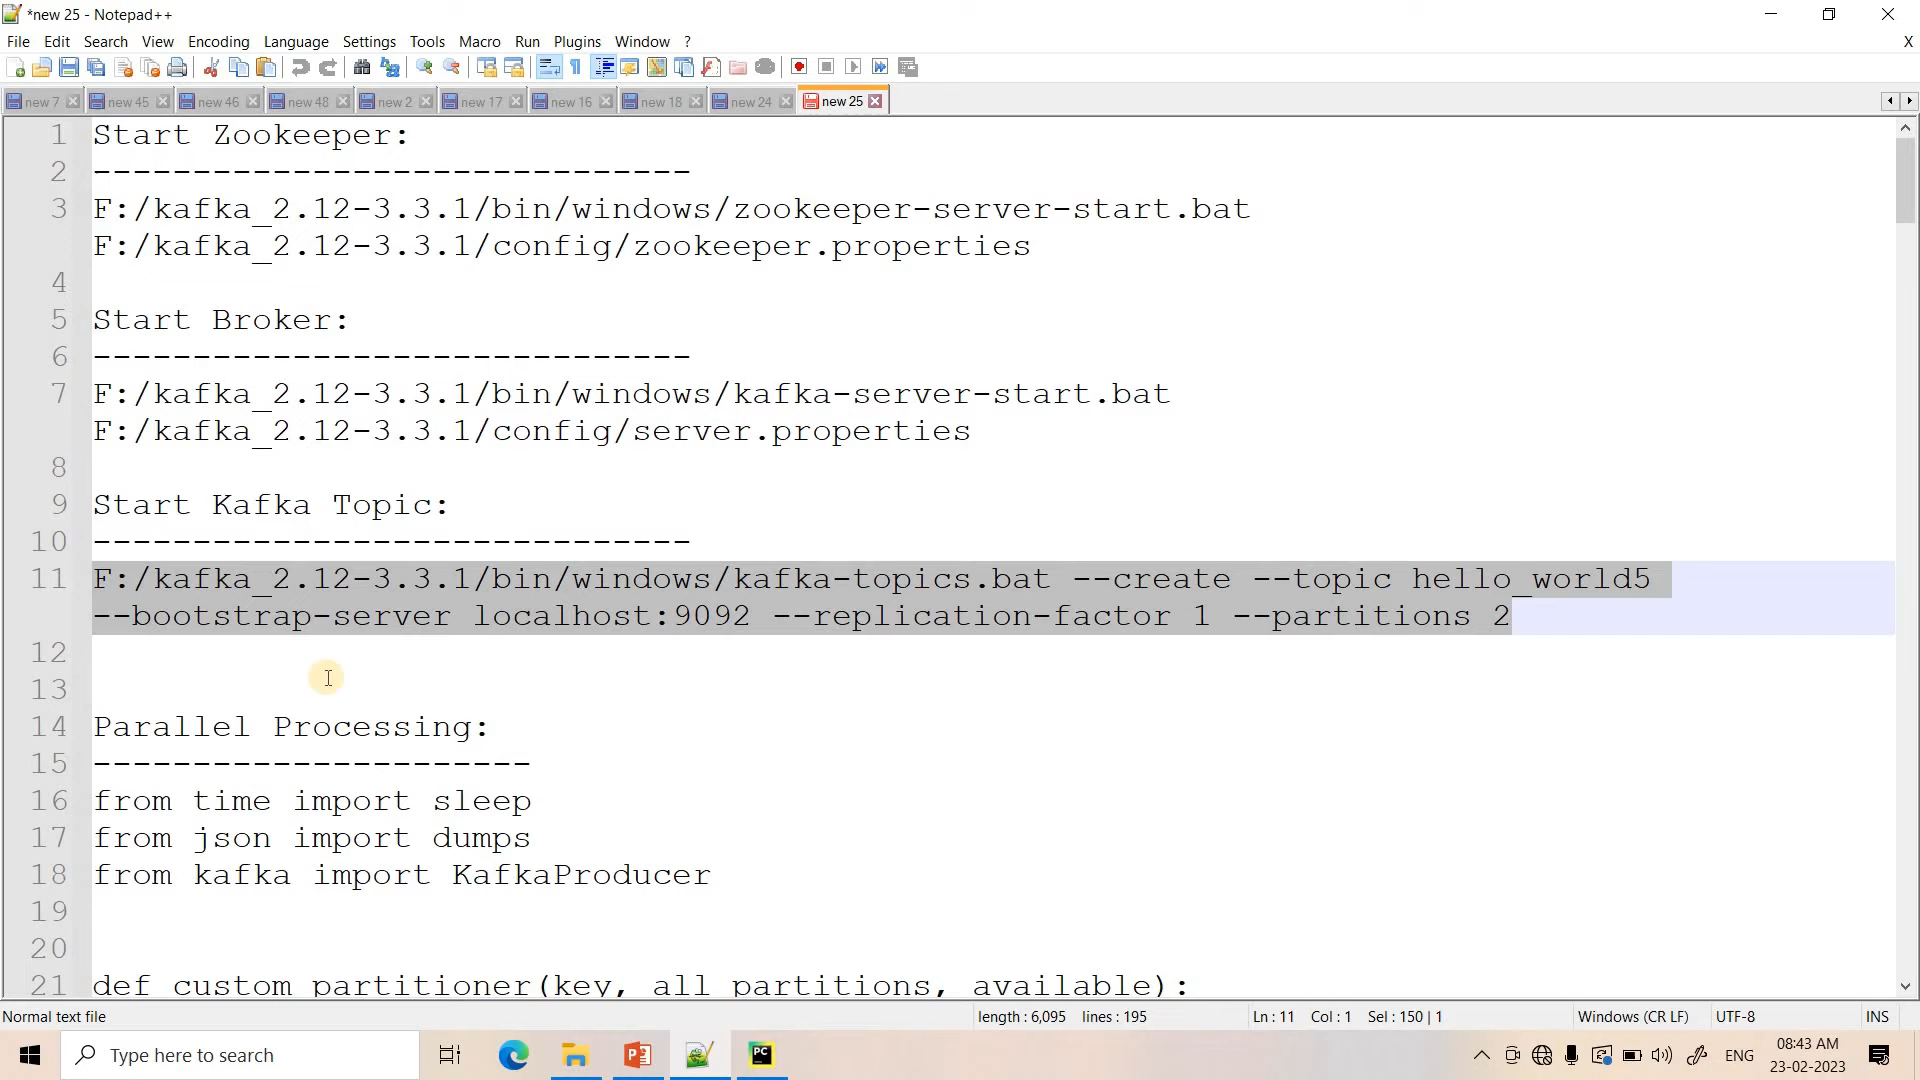 *new 25 - Notepad++
File Edit Search View Encoding Language Settings Tools Macro Run Plugins Window ? X
new 7 new 45 new 46 new 48 new 2 new 17 new 16 new 18 new 24 new 25
1 Start Zookeeper:
2 ------------------------------
3 F:/kafka_2.12-3.3.1/bin/windows/zookeeper-server-start.bat
F:/kafka_2.12-3.3.1/config/zookeeper.properties
4
5 Start Broker:
6 ------------------------------
7 F:/kafka_2.12-3.3.1/bin/windows/kafka-server-start.bat
F:/kafka_2.12-3.3.1/config/server.properties
8
9 Start Kafka Topic:
10 ------------------------------
11 F:/kafka_2.12-3.3.1/bin/windows/kafka-topics.bat --create --topic hello_world5
--bootstrap-server localhost:9092 --replication-factor 1 --partitions 2
12
13
14 Parallel Processing:
15 ----------------------
16 from time import sleep
17 from json import dumps
18 from kafka import KafkaProducer
19
20
21 def custom_partitioner(key, all_partitions, available):
Normal text file length : 6,095 lines : 195 Ln : 11 Col : 1 Sel : 150 | 1 Windows (CR LF) UTF-8 INS
Type here to search PC ENG 08:43 AM
23-02-2023